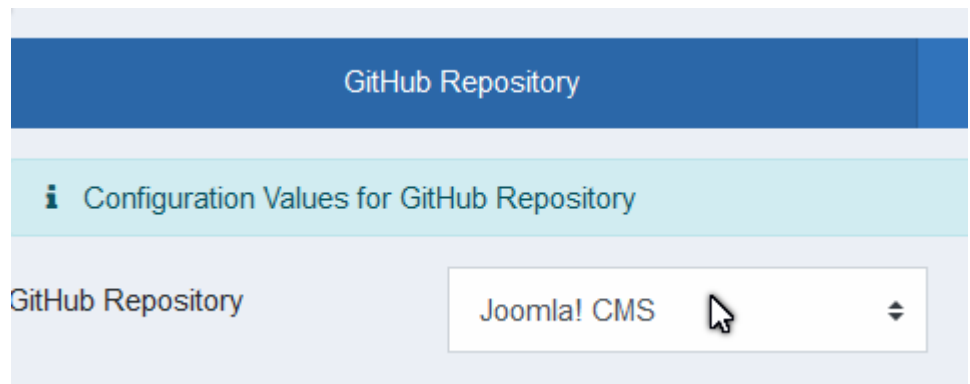 GitHub Repository
Configuration Values for GitHub Repository
GitHub Repository
Joomla! CMS